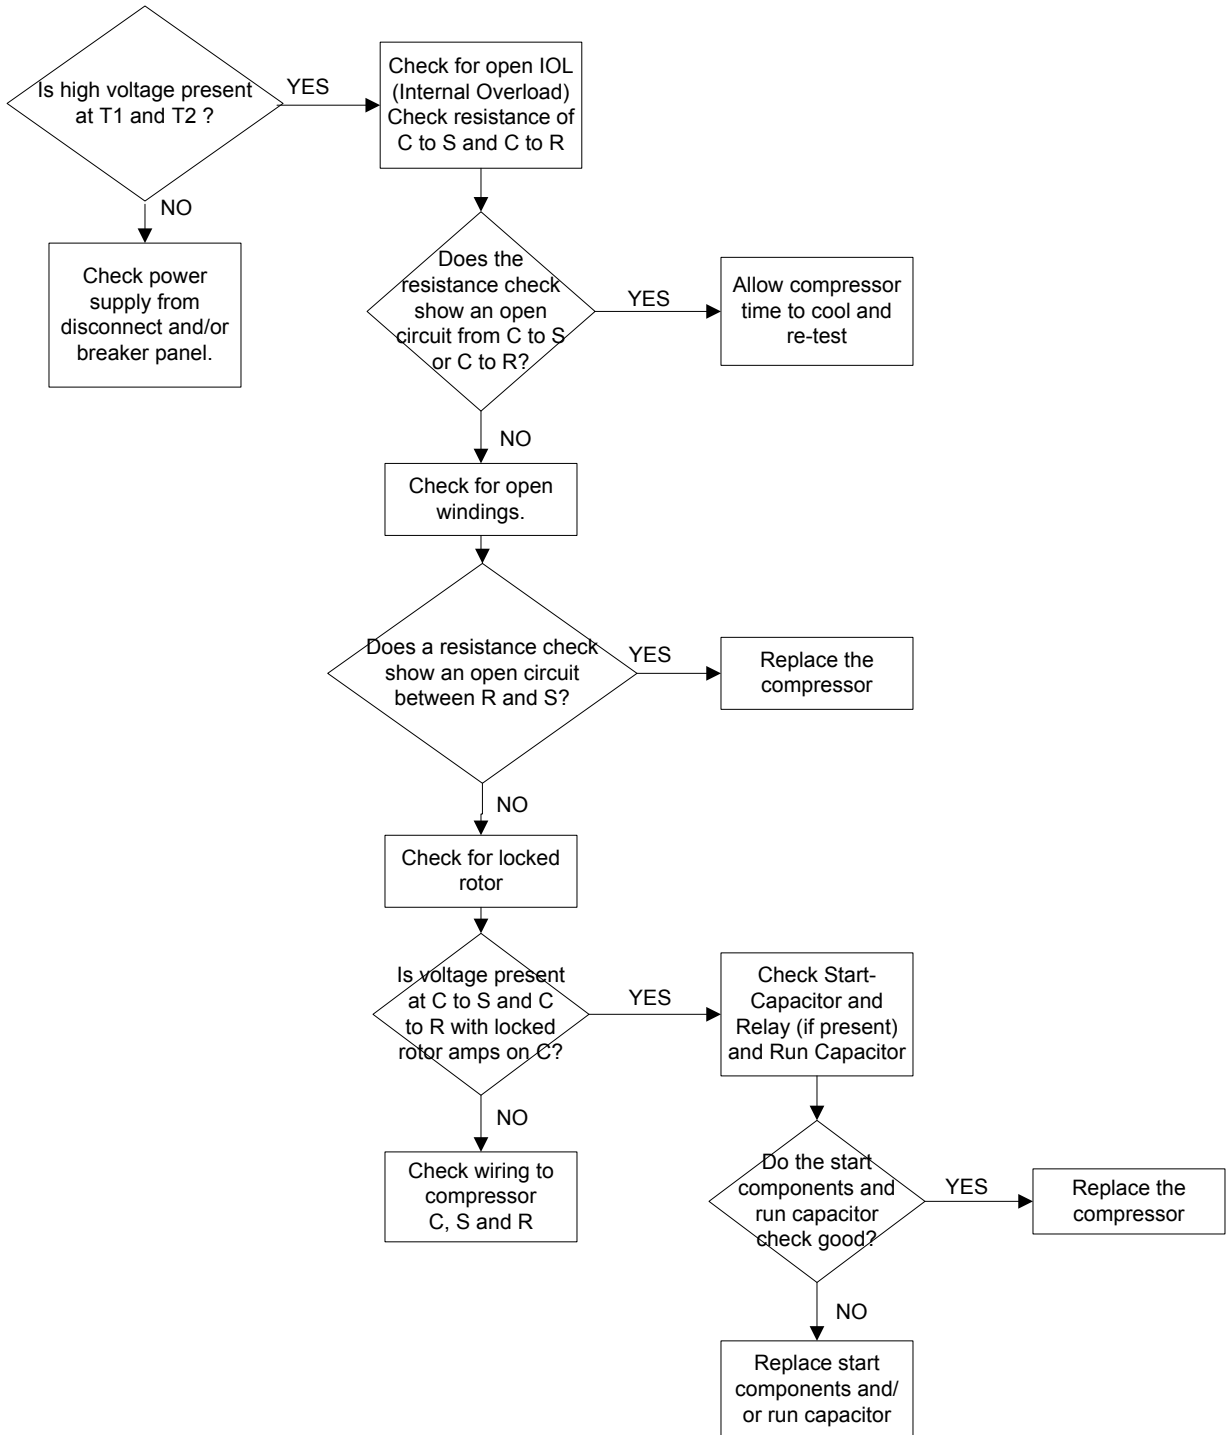 Is high voltage present
at T1 and T2 ?
YES
Check for open IOL
(Internal Overload)
Check resistance of
C to S and C to R
NO
Check power
supply from
disconnect and/or
breaker panel.
Does the
resistance check
show an open
circuit from C to S
or C to R?
YES
Allow compressor
time to cool and
re-test
NO
Check for open
windings.
Does a resistance check
show an open circuit
between R and S?
YES
Replace the
compressor
NO
Check for locked
rotor
Is voltage present
at C to S and C
to R with locked
rotor amps on C?
YES
Check Start-
Capacitor and
Relay (if present)
and Run Capacitor
NO
Check wiring to
compressor
C, S and R
Do the start
components and
run capacitor
check good?
YES
Replace the
compressor
NO
Replace start
components and/
or run capacitor